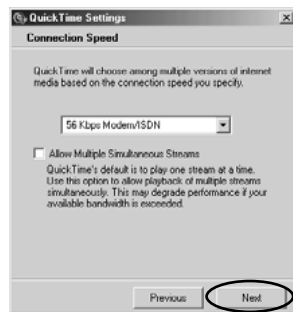 QuickTime Settings
Connection Speed
QuickTime will choose among multiple versions of internet
media based on the connection speed you specify.
56 Kbps Modem/ISDN
Allow Multiple Simultaneous Streams
QuickTime's default is to play one stream at a time.
Use this option to allow playback of multiple streams
simultaneously. This may degrade performance if your
available bandwidth is exceeded.
Previous
Next